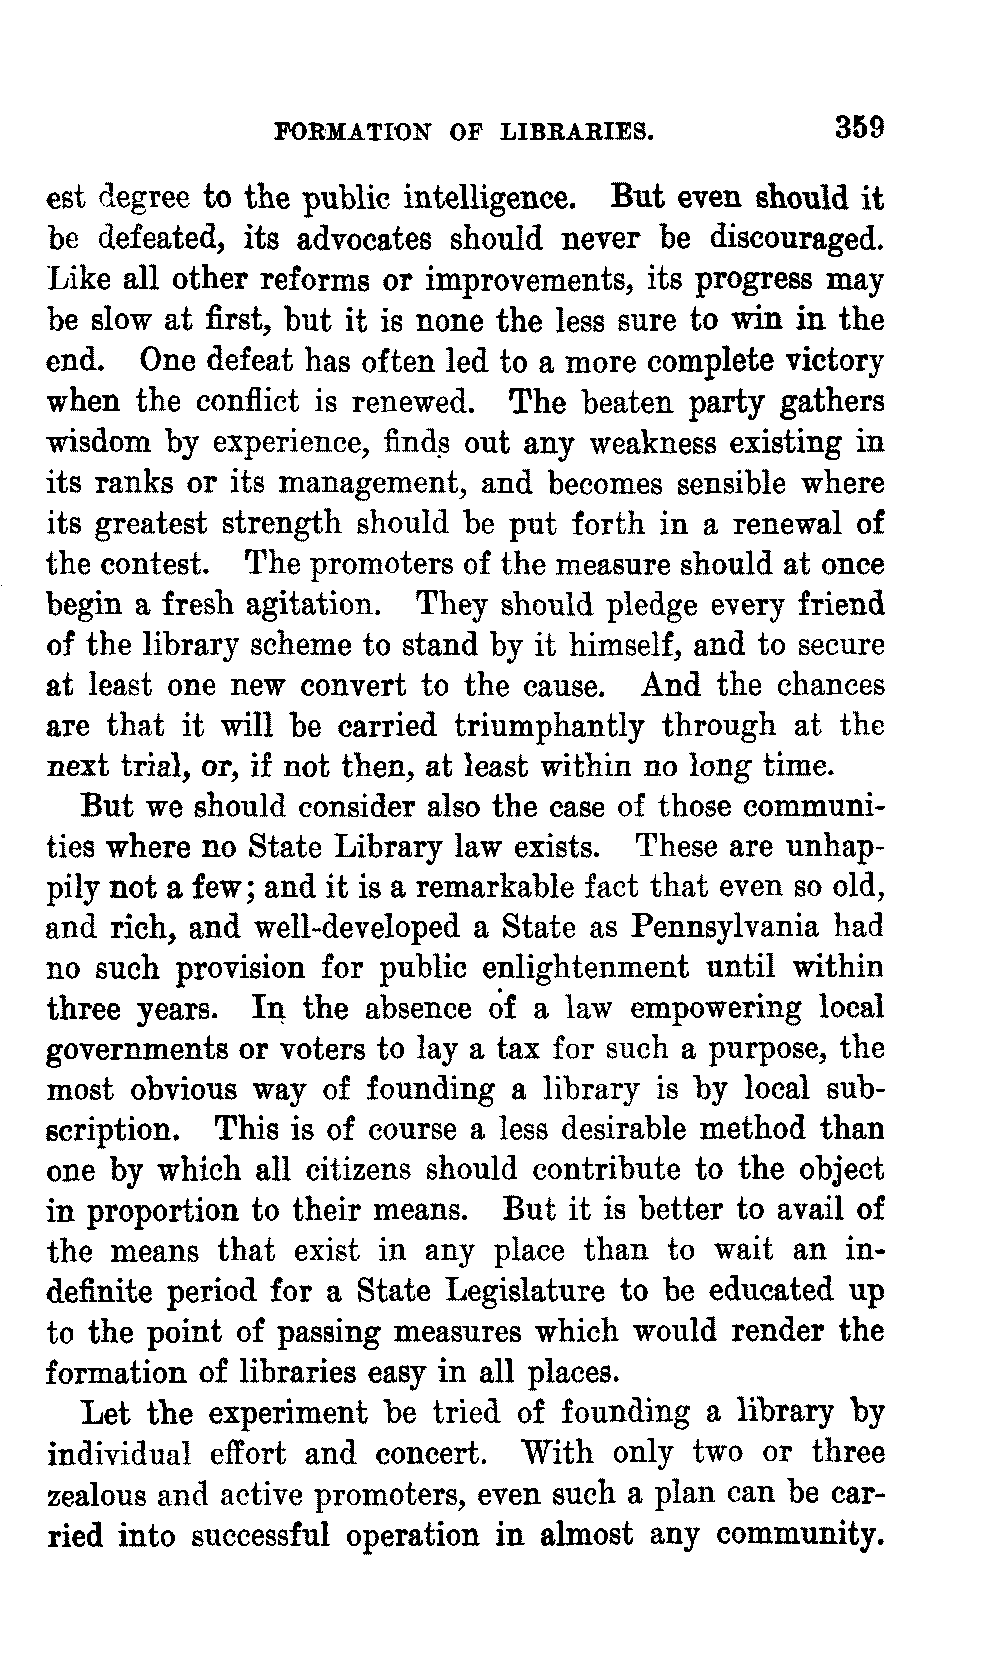 FORMATION OF LIBRARIES. 359
est degree to the public intelligence. But even should it
be defeated, its advocates should never be discouraged.
Like all other reforms or improvements, its progress may
be slow at first, but it is none the less sure to win in the
end. One defeat has often led to a more complete victory
when the conflict is renewed. The beaten party gathers
wisdom by experience, finds out any weakness existing in
its ranks or its management, and becomes sensible where
its greatest strength should be put forth in a renewal of
the contest. The promoters of the measure should at once
begin a fresh agitation. They should pledge every friend
of the library scheme to stand by it himself, and to secure
at least one new convert to the cause. And the chances
are that it will be carried triumphantly through at the
next trial, or, if not then, at least within no long time.
But we should consider also the case of those communi-
ties where no State Library law exists. These are unhap-
pily not a few; and it is a remarkable fact that even so old,
and rich, and well-developed a State as Pennsylvania had
no such provision for public enlightenment until within
three years. In the absence of a law empowering local
governments or voters to lay a tax for such a purpose, the
most obvious way of founding a library is by local sub-
scription. This is of course a less desirable method than
one by which all citizens should contribute to the object
in proportion to their means. But it is better to avail of
the means that exist in any place than to wait an in-
definite period for a State Legislature to be educated up
to the point of passing measures which would render the
formation of libraries easy in all places.
Let the experiment be tried of founding a library by
individual effort and concert. With only two or three
zealous and active promoters, even such a plan can be car-
ried into successful operation in almost any community.